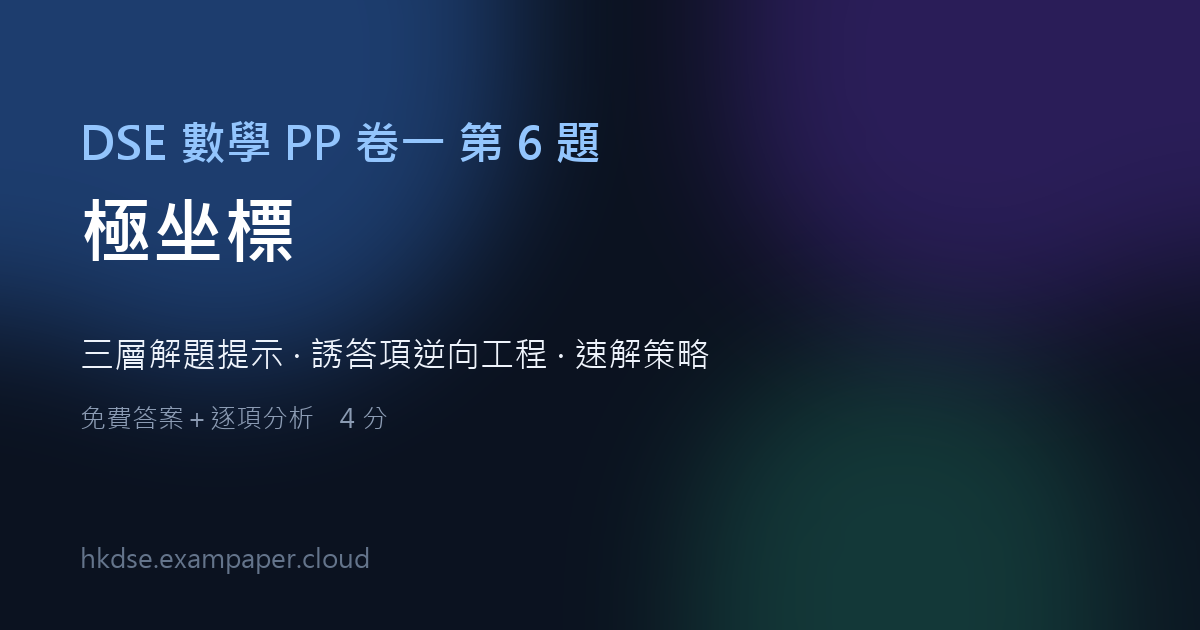 DSE 數學 PP 卷一 第 6 題
極坐標
三層解題提示 · 誘答項逆向工程 · 速解策略
免費答案 + 逐項分析　4 分
hkdse.exampaper.cloud